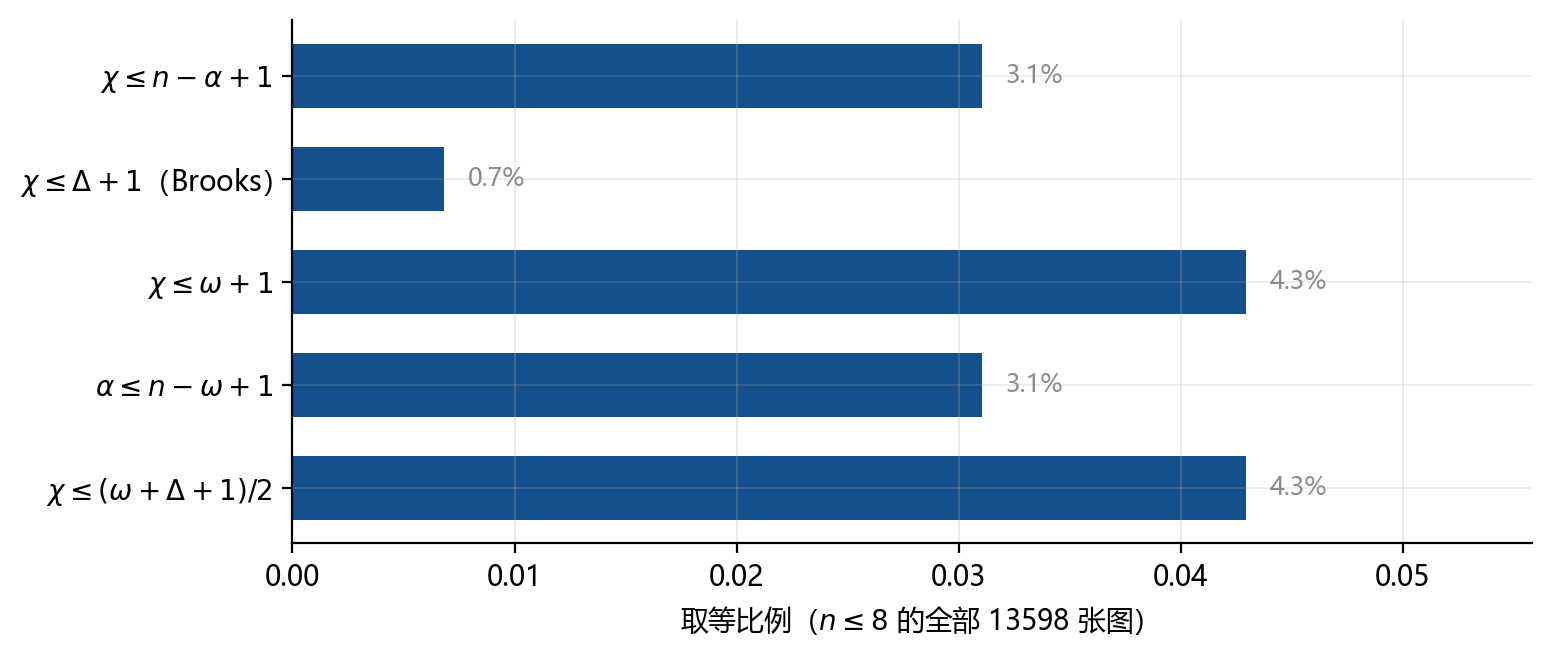 χ ≤ n − α + 1
3.1%
χ ≤ Δ + 1（Brooks）
0.7%
χ ≤ ω + 1
4.3%
α ≤ n − ω + 1
3.1%
χ ≤ (ω + Δ + 1)/2
4.3%
0.00 0.01 0.02 0.03 0.04 0.05
取等比例（n ≤ 8 的全部 13598 张图）